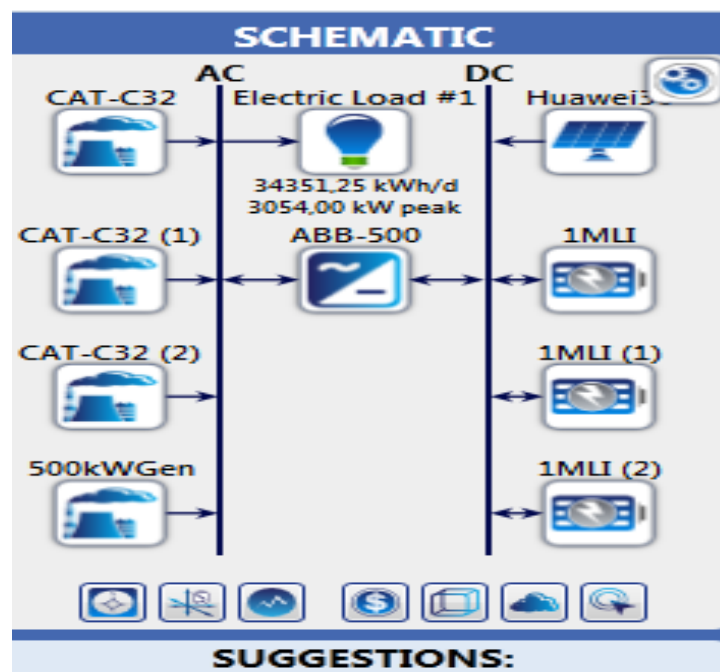 SCHEMATIC
AC DC
CAT-C32 Electric Load #1 Huawei3
34351,25 kWh/d
3054,00 kW peak
CAT-C32 (1) ABB-500 1MLI
CAT-C32 (2) 1MLI (1)
500kWGen 1MLI (2)
SUGGESTIONS: